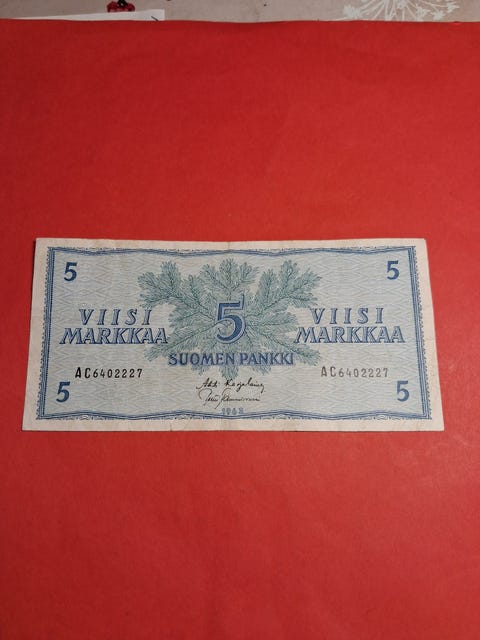 5 5
VIISI 5 VIISI
MARKKAA MARKKAA
SUOMEN PANKKI
AC6402227 AC6402227
5 1963 5